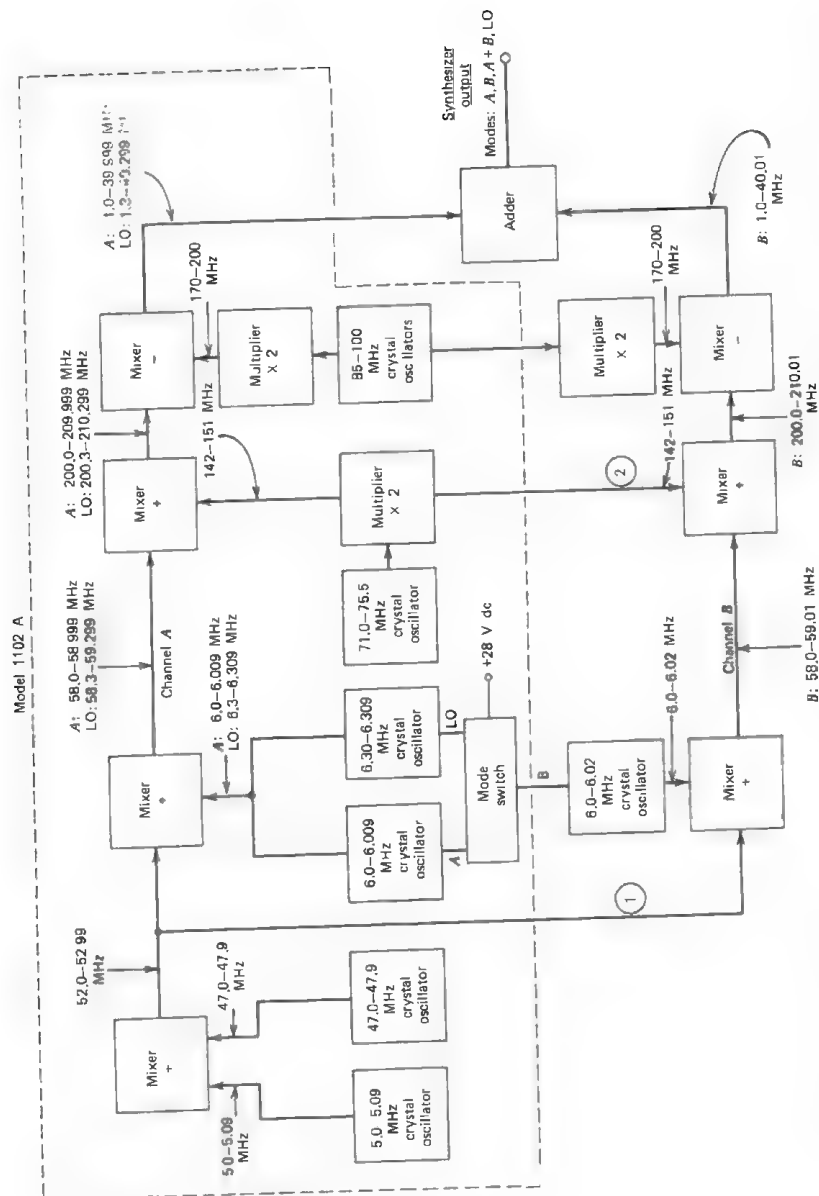 Model 1102 A
52.0–52.99
MHz
Mixer
+
5.0–5.09
MHz
47.0–47.9
MHz
5.0 5.09
MHz
crystal
oscillator
47.0–47.9
MHz
crystal
oscillator
A: 58.0–58 999 MHz
LO: 58.3–59.299 MHz
Mixer
+
Channel A
A: 6.0–6.009 MHz
LO: 6.3–6.309 MHz
6.0–6.009
MHz
crystal
oscillator
6.30–6.309
MHz
crystal
oscillator
A
LO
Mode
switch
+28 V dc
B
A: 200.0–209.999 MHz
LO: 200.3–210.299 MHz
Mixer
+
142–151 MHz
Multiplier
x 2
71.0–75.5
MHz
crystal
oscillator
A: 1.0–39 999
LO:
Mixer
–
170–200
MHz
Multiplier
x 2
85–100
MHz
crystal
oscillators
Multiplier
x 2
170–200
MHz
Mixer
–
Adder
Synthesizer
output
Modes: A, B, A + B, LO
B: 1.0–40.01
MHz
1
6.0–6.02
MHz
crystal
oscillator
6.0–6.02 MHz
Mixer
+
Channel B
B: 58.0–59.01 MHz
2
142–151 MHz
Mixer
+
B: 200.0–210.01
MHz